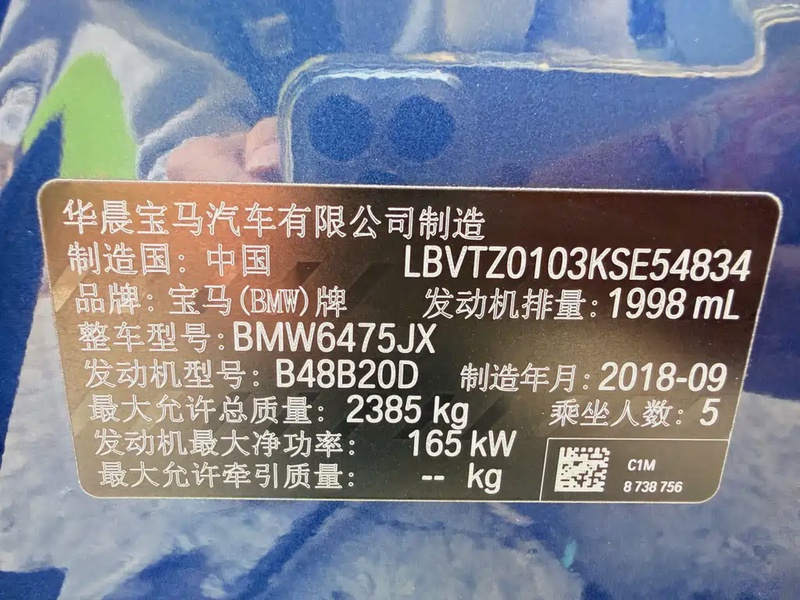 华晨宝马汽车有限公司制造
制造国：中国 LBVTZ0103KSE54834
品牌：宝马(BMW)牌 发动机排量：1998 mL
整车型号：BMW6475JX
发动机型号：B48B20D 制造年月：2018-09
最大允许总质量：2385 kg 乘坐人数：5
发动机最大净功率：165 kW
最大允许牵引质量：-- kg
C1M
8 738 756